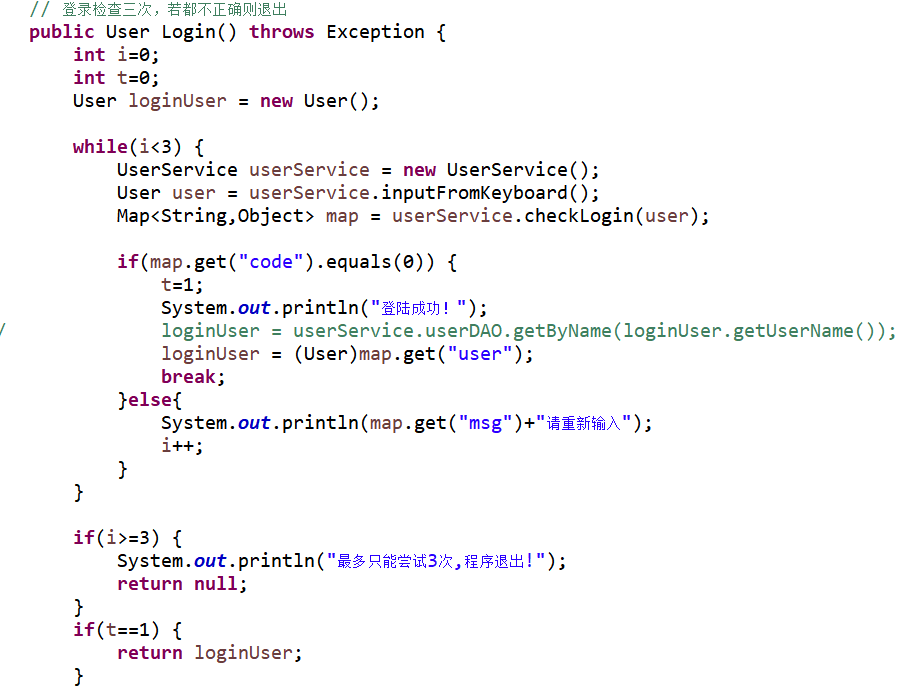 // 登录检查三次，若都不正确则退出
public User Login() throws Exception {
int i=0;
int t=0;
User loginUser = new User();
while(i<3) {
UserService userService = new UserService();
User user = userService.inputFromKeyboard();
Map<String,Object> map = userService.checkLogin(user);
if(map.get("code").equals(0)) {
t=1;
System.out.println("登陆成功！");
/ loginUser = userService.userDAO.getByName(loginUser.getUserName());
loginUser = (User)map.get("user");
break;
}else{
System.out.println(map.get("msg")+"请重新输入");
i++;
}
}
if(i>=3) {
System.out.println("最多只能尝试3次,程序退出!");
return null;
}
if(t==1) {
return loginUser;
}